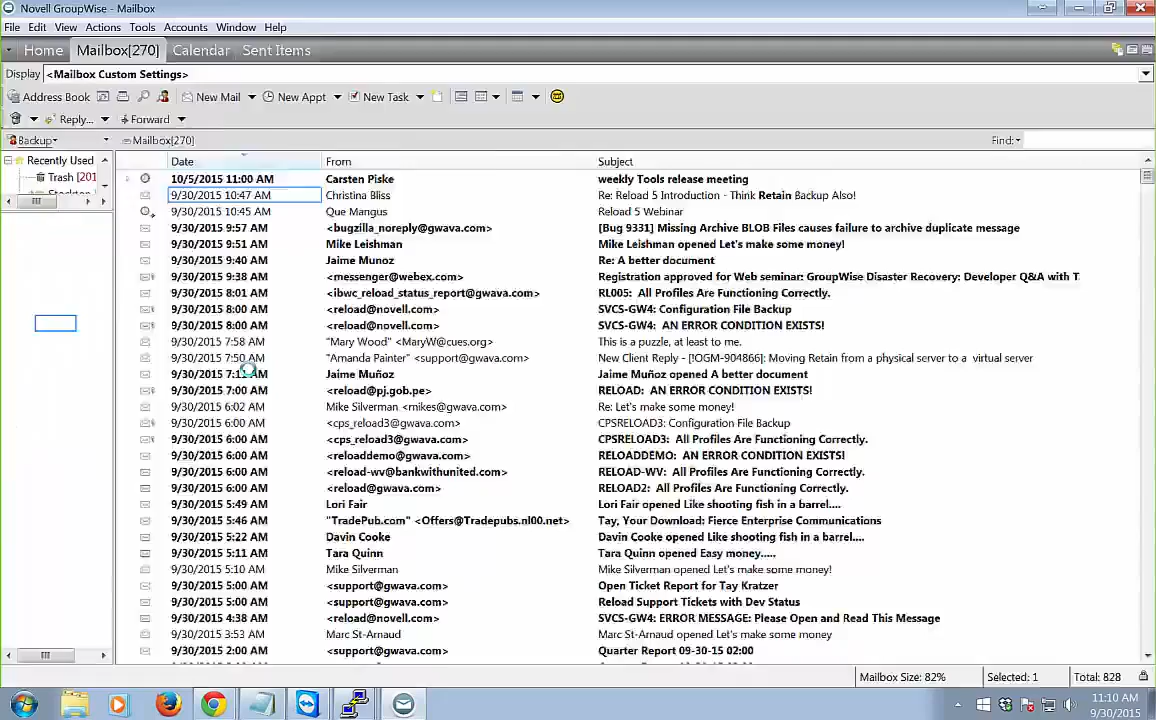 Novell GroupWise - Mailbox
File Edit View Actions Tools Accounts Window Help
Home Mailbox[270] Calendar Sent Items
Display <Mailbox Custom Settings>
Address Book New Mail New Appt New Task
Reply... Forward
Backup Mailbox[270] Find:
Recently Used
Trash [201
Date From Subject
10/5/2015 11:00 AM Carsten Piske weekly Tools release meeting
9/30/2015 10:47 AM Christina Bliss Re: Reload 5 Introduction - Think Retain Backup Also!
9/30/2015 10:45 AM Que Mangus Reload 5 Webinar
9/30/2015 9:57 AM <bugzilla_noreply@gwava.com> [Bug 9331] Missing Archive BLOB Files causes failure to archive duplicate message
9/30/2015 9:51 AM Mike Leishman Mike Leishman opened Let's make some money!
9/30/2015 9:40 AM Jaime Munoz Re: A better document
9/30/2015 9:38 AM <messenger@webex.com> Registration approved for Web seminar: GroupWise Disaster Recovery: Developer Q&A with T
9/30/2015 8:01 AM <ibwc_reload_status_report@gwava.com> RL005: All Profiles Are Functioning Correctly.
9/30/2015 8:00 AM <reload@novell.com> SVCS-GW4: Configuration File Backup
9/30/2015 8:00 AM <reload@novell.com> SVCS-GW4: AN ERROR CONDITION EXISTS!
9/30/2015 7:58 AM "Mary Wood" <MaryW@cues.org> This is a puzzle, at least to me.
9/30/2015 7:50 AM "Amanda Painter" <support@gwava.com> New Client Reply - [!OGM-904866]: Moving Retain from a physical server to a virtual server
9/30/2015 7:1 AM Jaime Muñoz Jaime Muñoz opened A better document
9/30/2015 7:00 AM <reload@pj.gob.pe> RELOAD: AN ERROR CONDITION EXISTS!
9/30/2015 6:02 AM Mike Silverman <mikes@gwava.com> Re: Let's make some money!
9/30/2015 6:00 AM <cps_reload3@gwava.com> CPSRELOAD3: Configuration File Backup
9/30/2015 6:00 AM <cps_reload3@gwava.com> CPSRELOAD3: All Profiles Are Functioning Correctly.
9/30/2015 6:00 AM <reloaddemo@gwava.com> RELOADDEMO: AN ERROR CONDITION EXISTS!
9/30/2015 6:00 AM <reload-wv@bankwithunited.com> RELOAD-WV: All Profiles Are Functioning Correctly.
9/30/2015 6:00 AM <reload@gwava.com> RELOAD2: All Profiles Are Functioning Correctly.
9/30/2015 5:49 AM Lori Fair Lori Fair opened Like shooting fish in a barrel....
9/30/2015 5:46 AM "TradePub.com" <Offers@Tradepubs.nl00.net> Tay, Your Download: Fierce Enterprise Communications
9/30/2015 5:22 AM Davin Cooke Davin Cooke opened Like shooting fish in a barrel....
9/30/2015 5:11 AM Tara Quinn Tara Quinn opened Easy money.....
9/30/2015 5:10 AM Mike Silverman Mike Silverman opened Let's make some money!
9/30/2015 5:00 AM <support@gwava.com> Open Ticket Report for Tay Kratzer
9/30/2015 5:00 AM <support@gwava.com> Reload Support Tickets with Dev Status
9/30/2015 4:38 AM <reload@novell.com> SVCS-GW4: ERROR MESSAGE: Please Open and Read This Message
9/30/2015 3:53 AM Marc St-Arnaud Marc St-Arnaud opened Let's make some money
9/30/2015 2:00 AM <support@gwava.com> Quarter Report 09-30-15 02:00
Mailbox Size: 82% Selected: 1 Total: 828
11:10 AM
9/30/2015